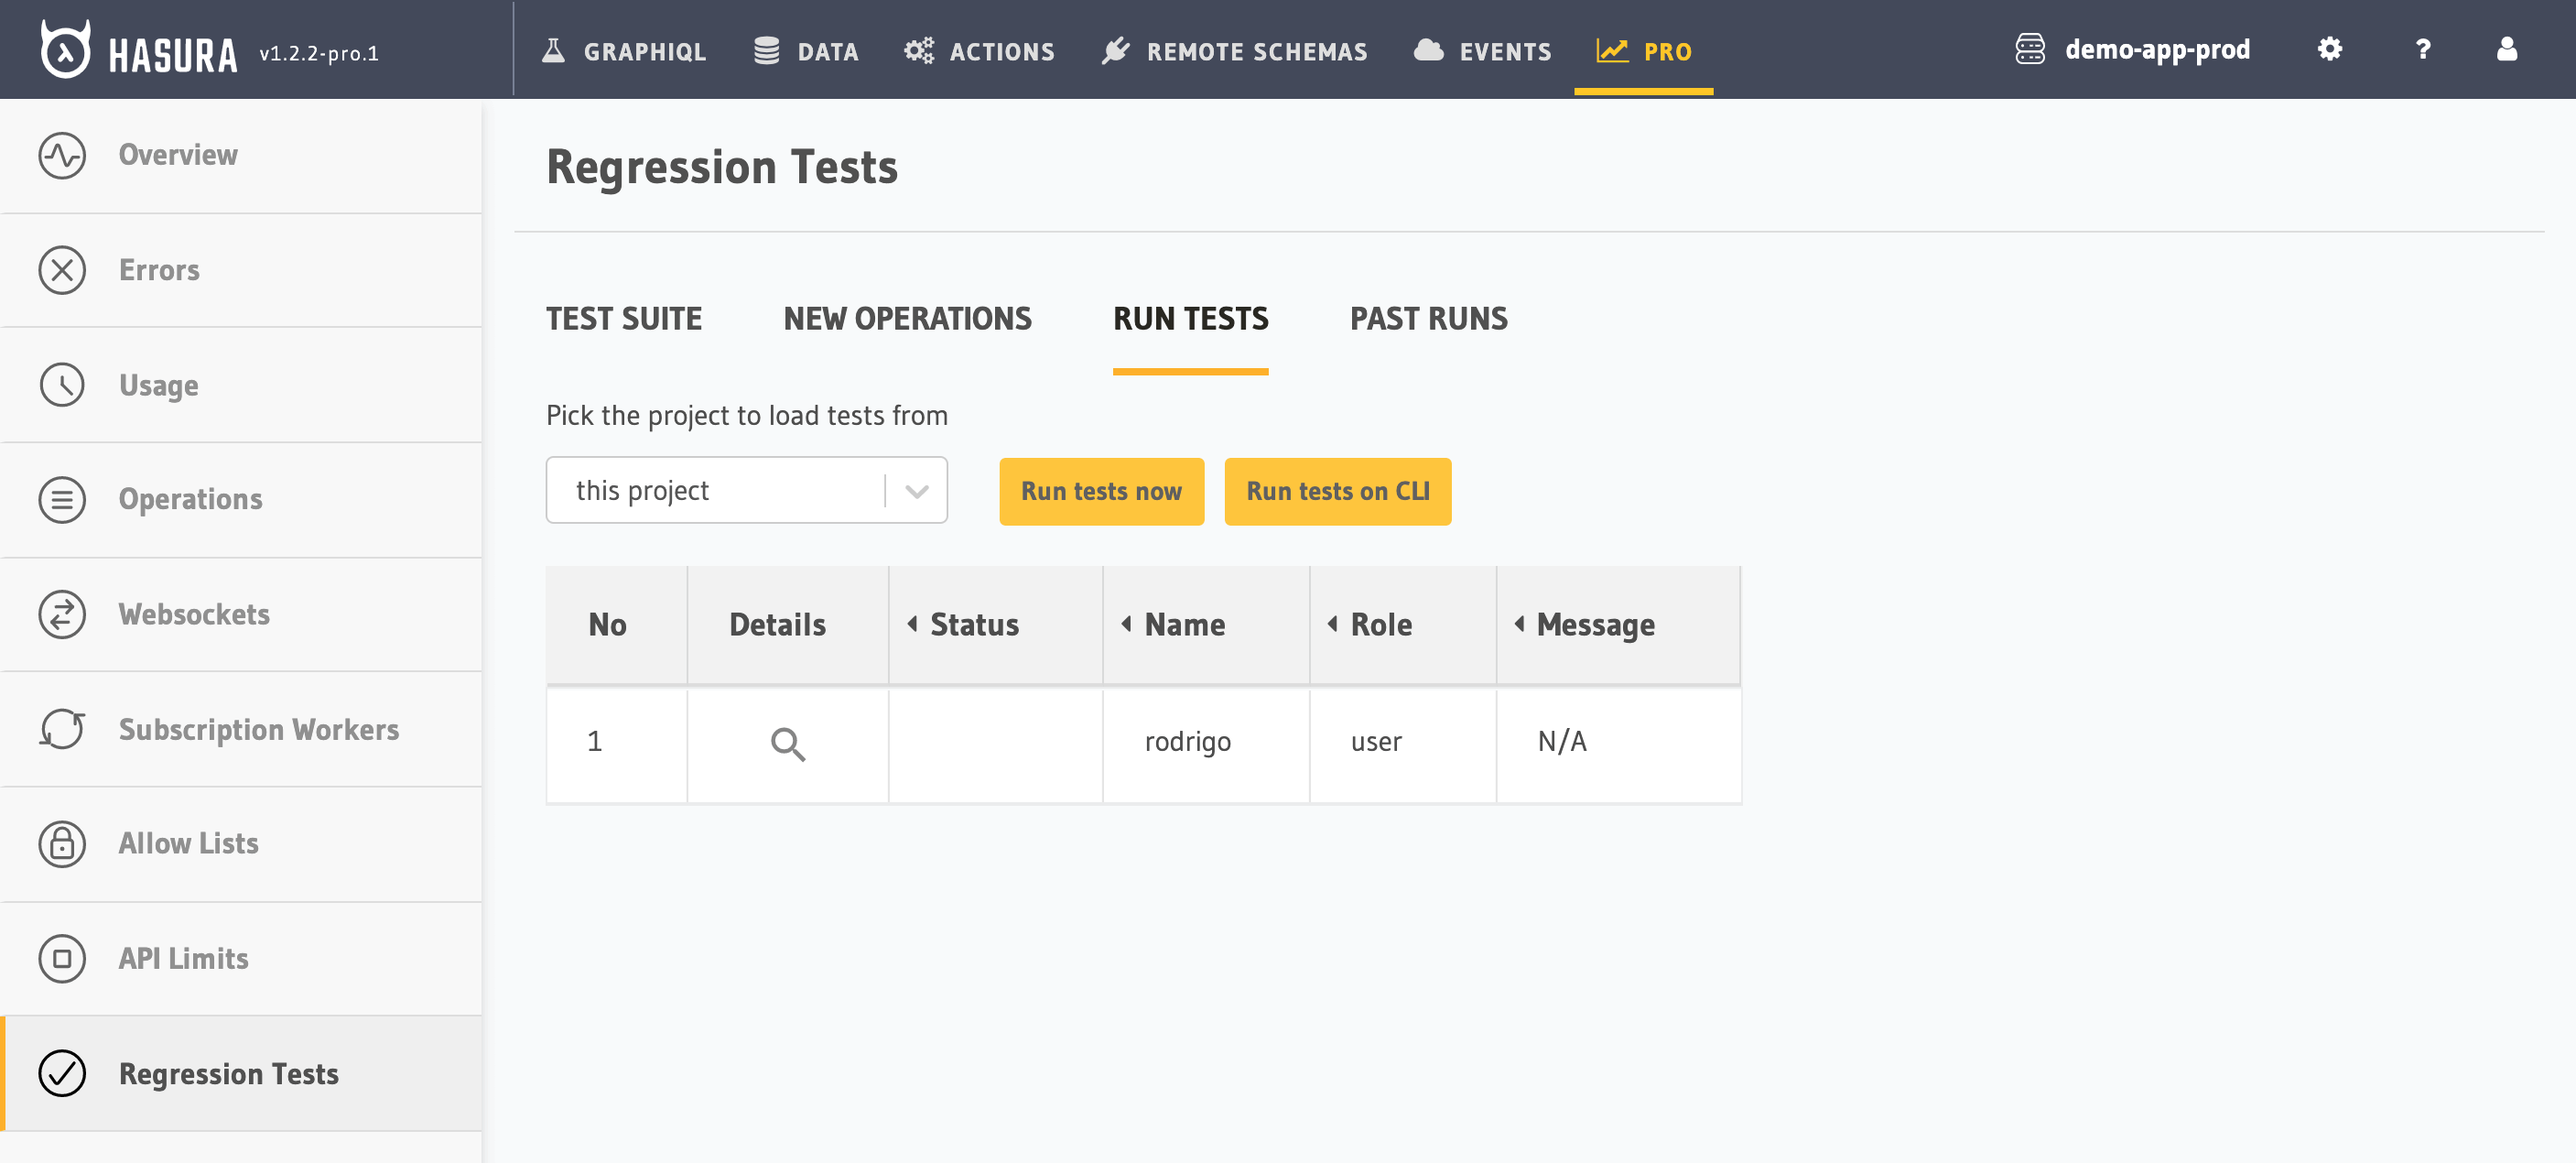 HASURA v1.2.2-pro.1 GRAPHIQL DATA ACTIONS REMOTE SCHEMAS EVENTS PRO demo-app-prod ?
Overview
Errors
Usage
Operations
Websockets
Subscription Workers
Allow Lists
API Limits
Regression Tests
Regression Tests
TEST SUITE NEW OPERATIONS RUN TESTS PAST RUNS
Pick the project to load tests from
this project Run tests now Run tests on CLI
No Details Status Name Role Message
1 rodrigo user N/A